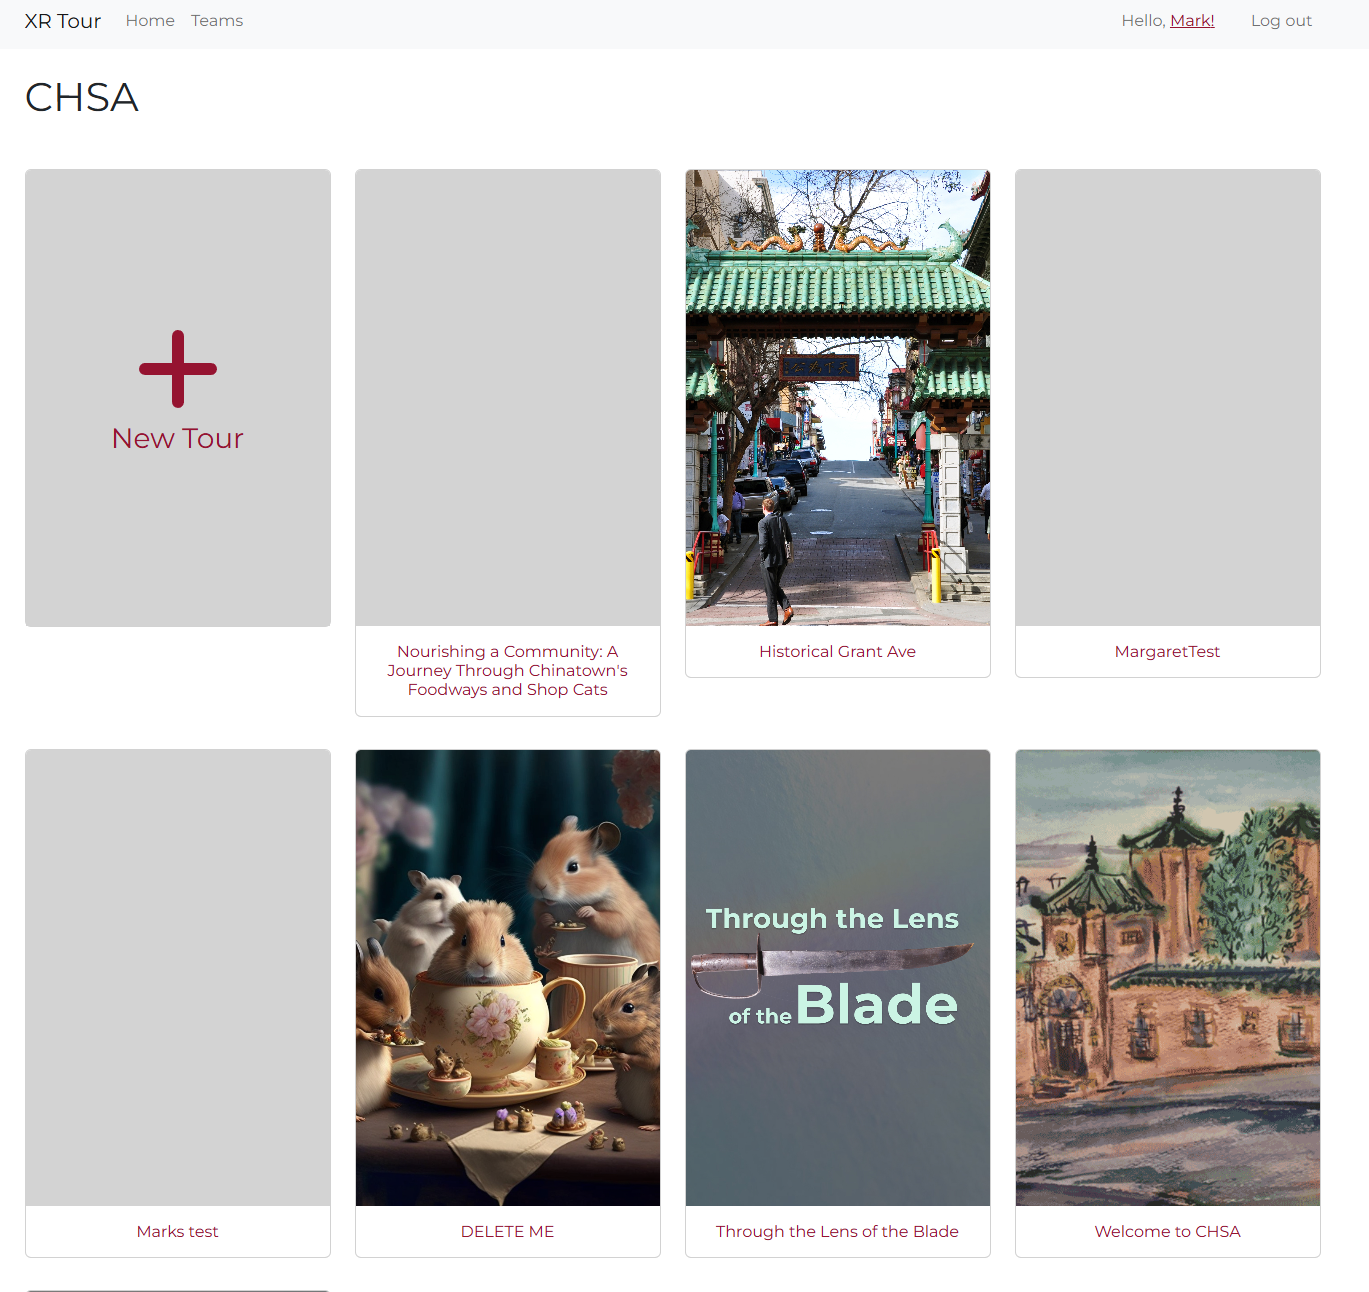 XR Tour Home Teams Hello, Mark! Log out
CHSA
New Tour
Nourishing a Community: A
Journey Through Chinatown's
Foodways and Shop Cats
Historical Grant Ave
MargaretTest
Through the Lens
of the Blade
Marks test
DELETE ME
Through the Lens of the Blade
Welcome to CHSA